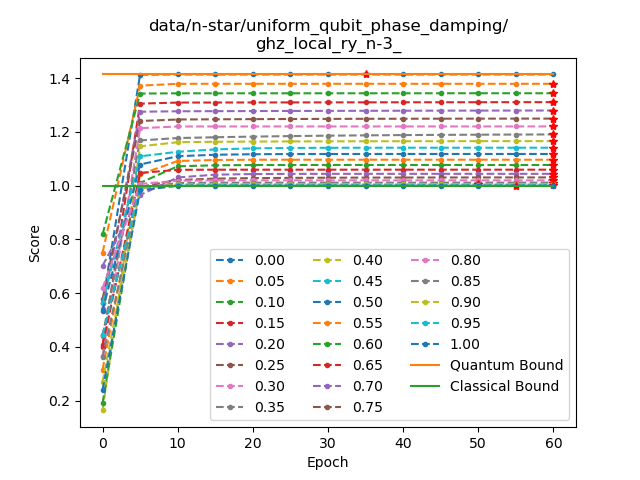 data/n-star/uniform_qubit_phase_damping/
ghz_local_ry_n-3_
Score
1.4
1.2
1.0
0.8
0.6
0.4
0.2
0 10 20 30 40 50 60
Epoch
0.00 0.40 0.80
0.05 0.45 0.85
0.10 0.50 0.90
0.15 0.55 0.95
0.20 0.60 1.00
0.25 0.65 Quantum Bound
0.30 0.70 Classical Bound
0.35 0.75